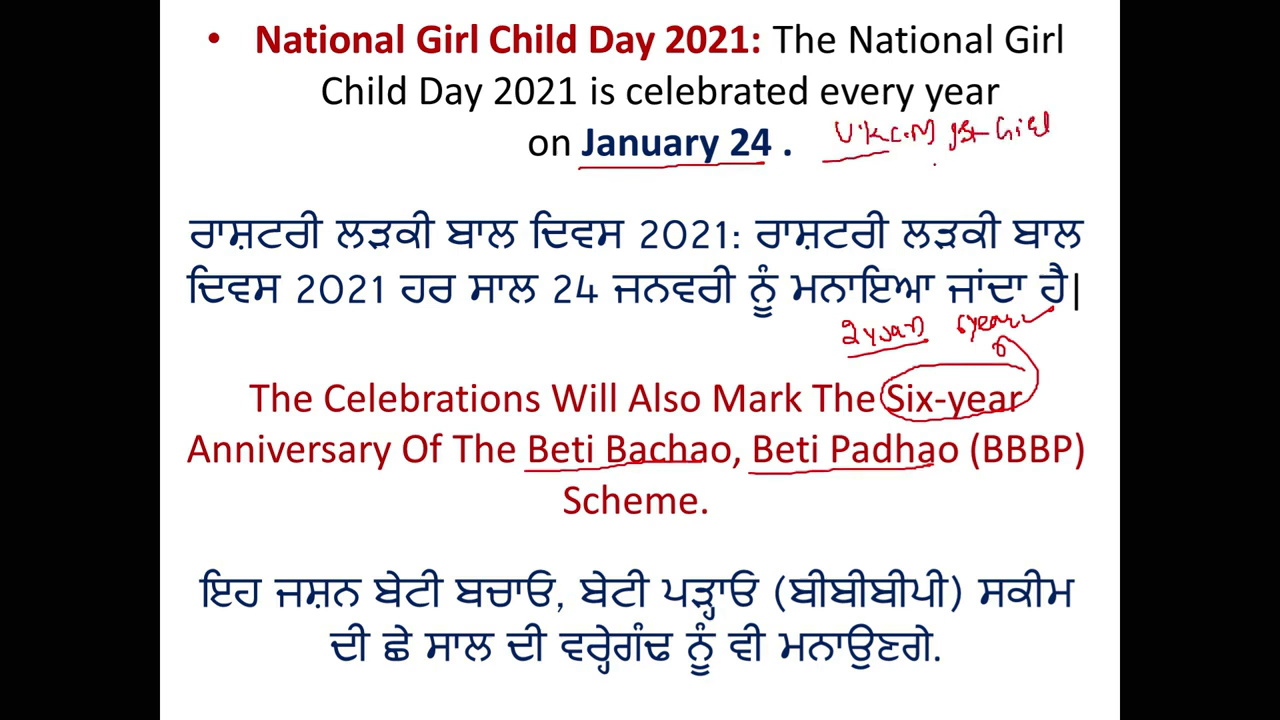 • National Girl Child Day 2021: The National Girl
Child Day 2021 is celebrated every year
on January 24 .
ਰਾਸ਼ਟਰੀ ਲੜਕੀ ਬਾਲ ਦਿਵਸ 2021: ਰਾਸ਼ਟਰੀ ਲੜਕੀ ਬਾਲ
ਦਿਵਸ 2021 ਹਰ ਸਾਲ 24 ਜਨਵਰੀ ਨੂੰ ਮਨਾਇਆ ਜਾਂਦਾ ਹੈ|
6year
6
The Celebrations Will Also Mark The Six-year
Anniversary Of The Beti Bachao, Beti Padhao (BBBP)
Scheme.
ਇਹ ਜਸ਼ਨ ਬੇਟੀ ਬਚਾਓ, ਬੇਟੀ ਪੜ੍ਹਾਓ (ਬੀਬੀਬੀਪੀ) ਸਕੀਮ
ਦੀ ਛੇ ਸਾਲ ਦੀ ਵਰ੍ਹੇਗੰਢ ਨੂੰ ਵੀ ਮਨਾਉਣਗੇ.